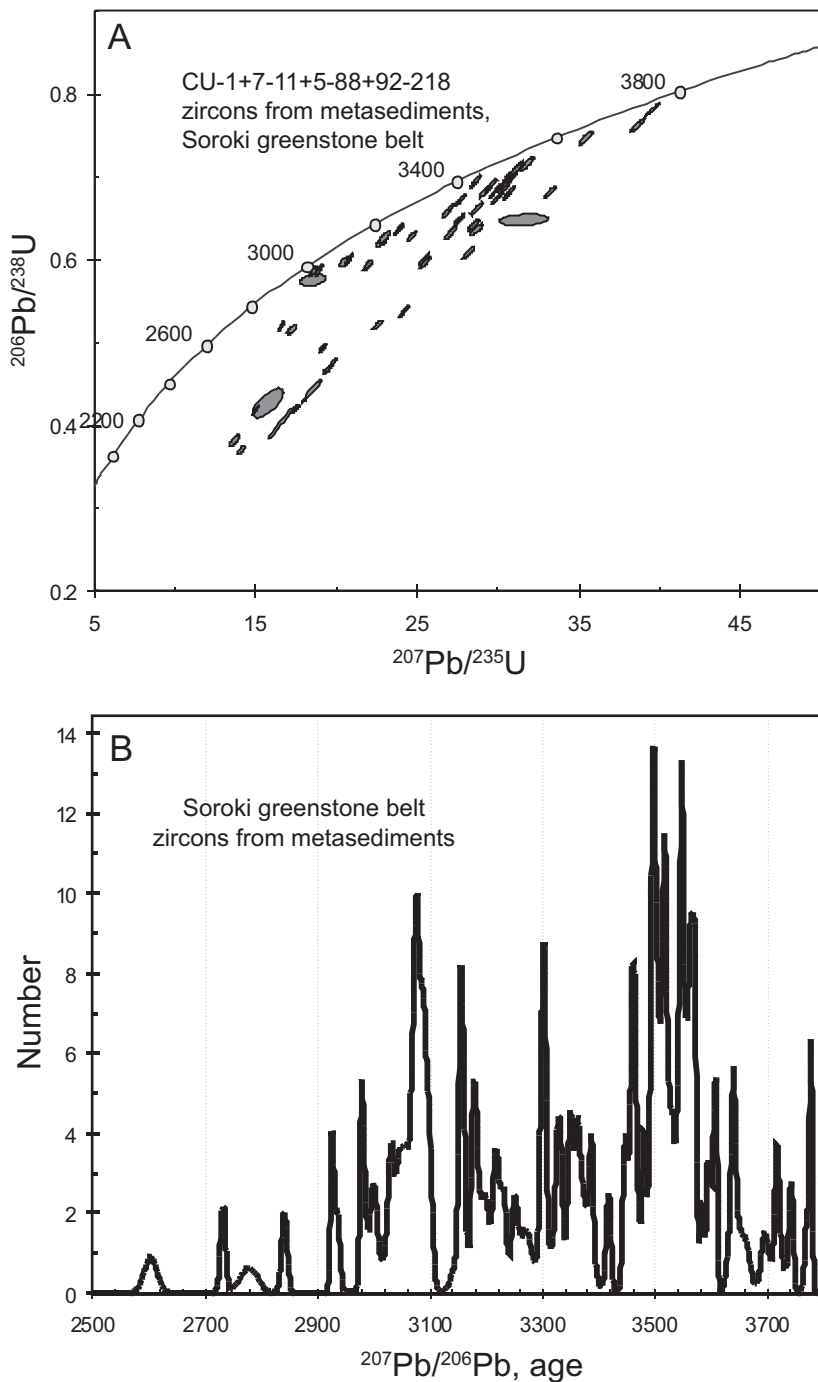 A
CU-1+7-11+5-88+92-218
zircons from metasediments,
Soroki greenstone belt
²⁰⁶Pb/²³⁸U
0.8
0.6
0.4
0.2
3800
3400
3000
2600
2200
5 15 25 35 45
²⁰⁷Pb/²³⁵U
B
Soroki greenstone belt
zircons from metasediments
Number
14
12
10
8
6
4
2
0
2500 2700 2900 3100 3300 3500 3700
²⁰⁷Pb/²⁰⁶Pb, age